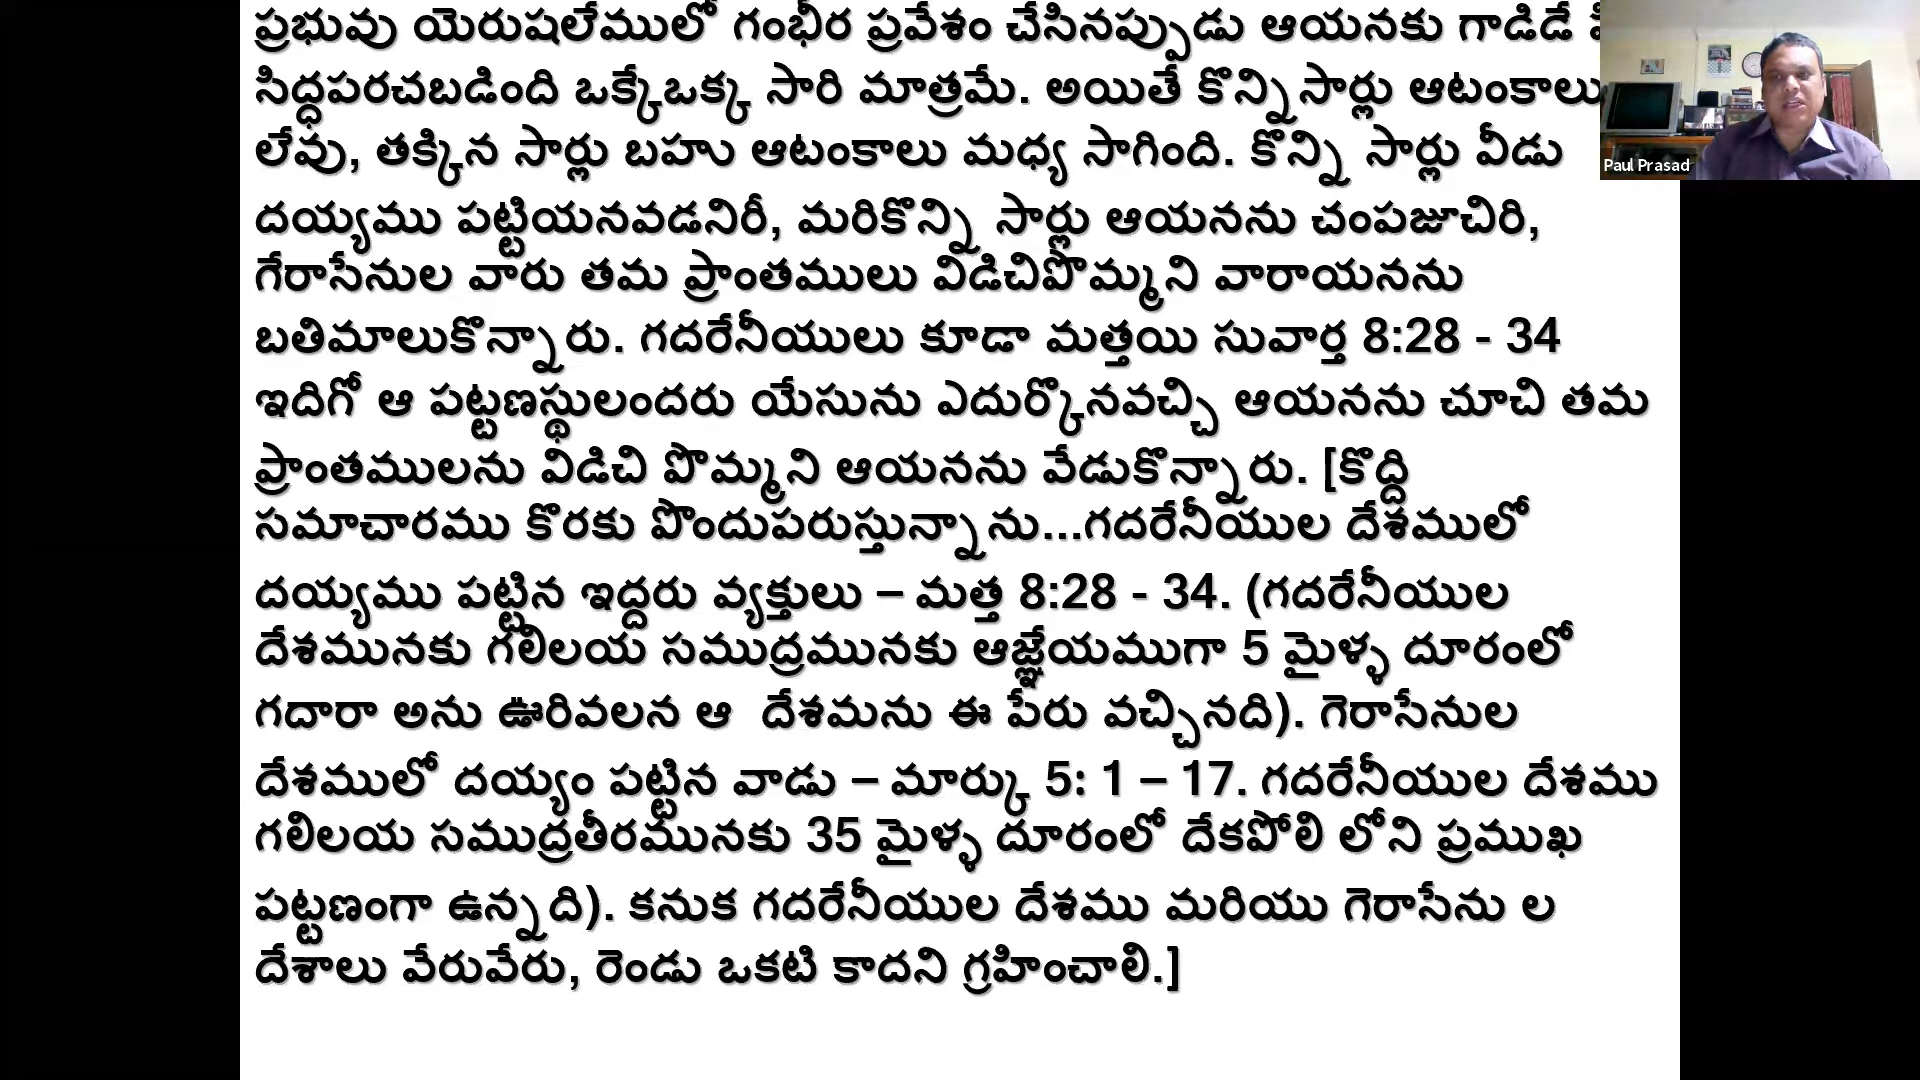 ప్రభువు యెరుషలేములో గంభీర ప్రవేశం చేసినప్పుడు ఆయనకు గాడిదే
సిద్ధపరచబడింది ఒక్కేఒక్క సారి మాత్రమే. అయితే కొన్నిసార్లు ఆటంకాలు
లేవు, తక్కిన సార్లు బహు ఆటంకాలు మధ్య సాగింది. కొన్ని సార్లు వీడు
దయ్యము పట్టియనవడనిరీ, మరికొన్ని సార్లు ఆయనను చంపజూచిరి,
గేరాసేనుల వారు తమ ప్రాంతములు విడిచిపొమ్మని వారాయనను
బతిమాలుకొన్నారు. గదరేనీయులు కూడా మత్తయి సువార్త 8:28 - 34
ఇదిగో ఆ పట్టణస్థులందరు యేసును ఎదుర్కొనవచ్చి ఆయనను చూచి తమ
ప్రాంతములను విడిచి పొమ్మని ఆయనను వేడుకొన్నారు. [కొద్ది
సమాచారము కొరకు పొందుపరుస్తున్నాను...గదరేనీయుల దేశములో
దయ్యము పట్టిన ఇద్దరు వ్యక్తులు – మత్త 8:28 - 34. (గదరేనీయుల
దేశమునకు గలిలయ సముద్రమునకు ఆజ్ఞేయముగా 5 మైళ్ళ దూరంలో
గదారా అను ఊరివలన ఆ  దేశమను ఈ పేరు వచ్చినది). గెరాసేనుల
దేశములో దయ్యం పట్టిన వాడు – మార్కు 5: 1 – 17. గదరేనీయుల దేశము
గలిలయ సముద్రతీరమునకు 35 మైళ్ళ దూరంలో దేకపోలి లోని ప్రముఖ
పట్టణంగా ఉన్నది). కనుక గదరేనీయుల దేశము మరియు గెరాసేను ల
దేశాలు వేరువేరు, రెండు ఒకటి కాదని గ్రహించాలి.]
Paul Prasad